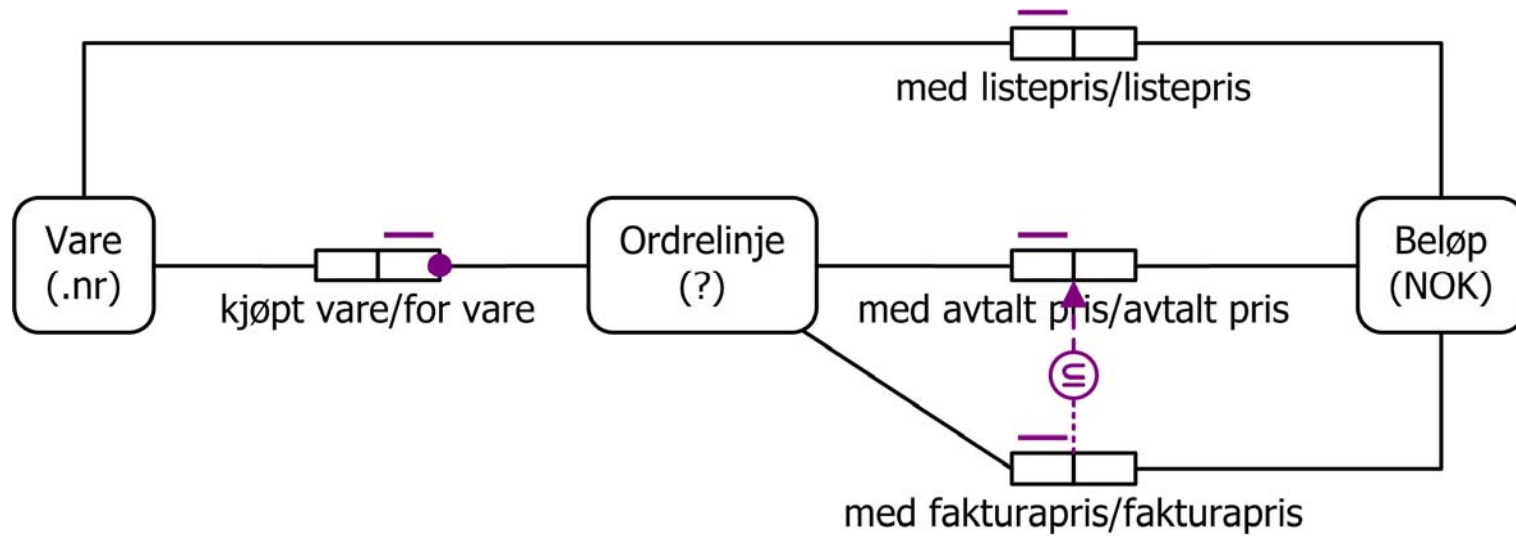 med listepris/listepris
Vare
(.nr)
kjøpt vare/for vare
Ordrelinje
(?)
med avtalt pris/avtalt pris
Beløp
(NOK)
⊆
med fakturapris/fakturapris